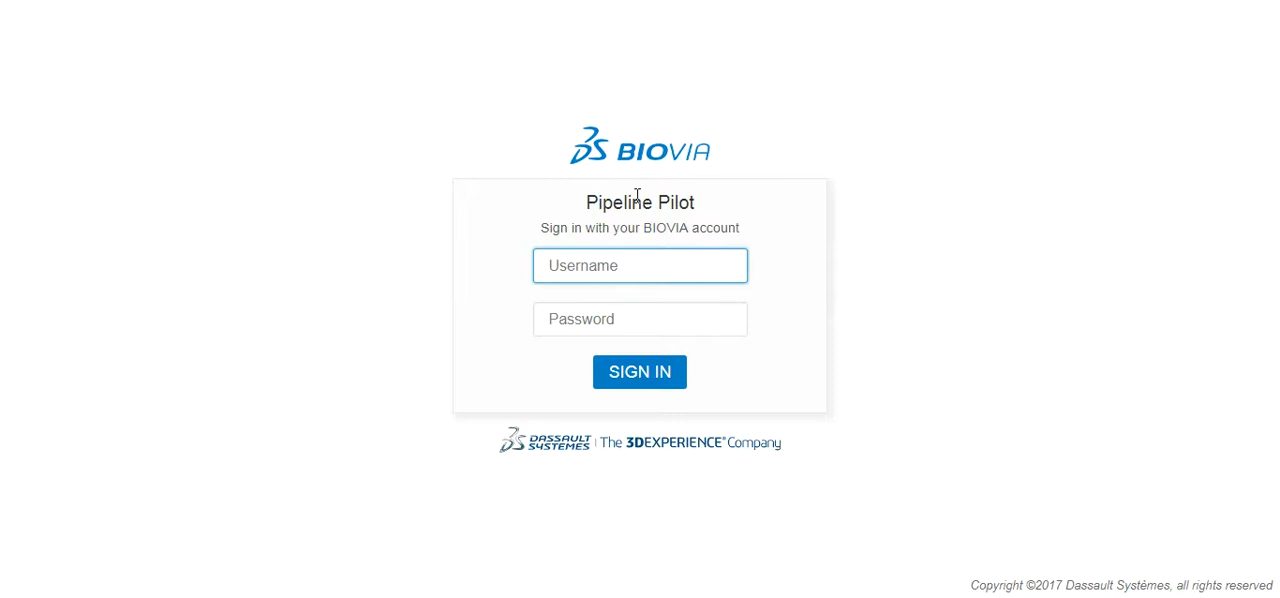 BIOVIA
Pipeline Pilot
Sign in with your BIOVIA account
Username
Password
SIGN IN
DASSAULT SYSTEMES | The 3DEXPERIENCE® Company
Copyright ©2017 Dassault Systèmes, all rights reserved